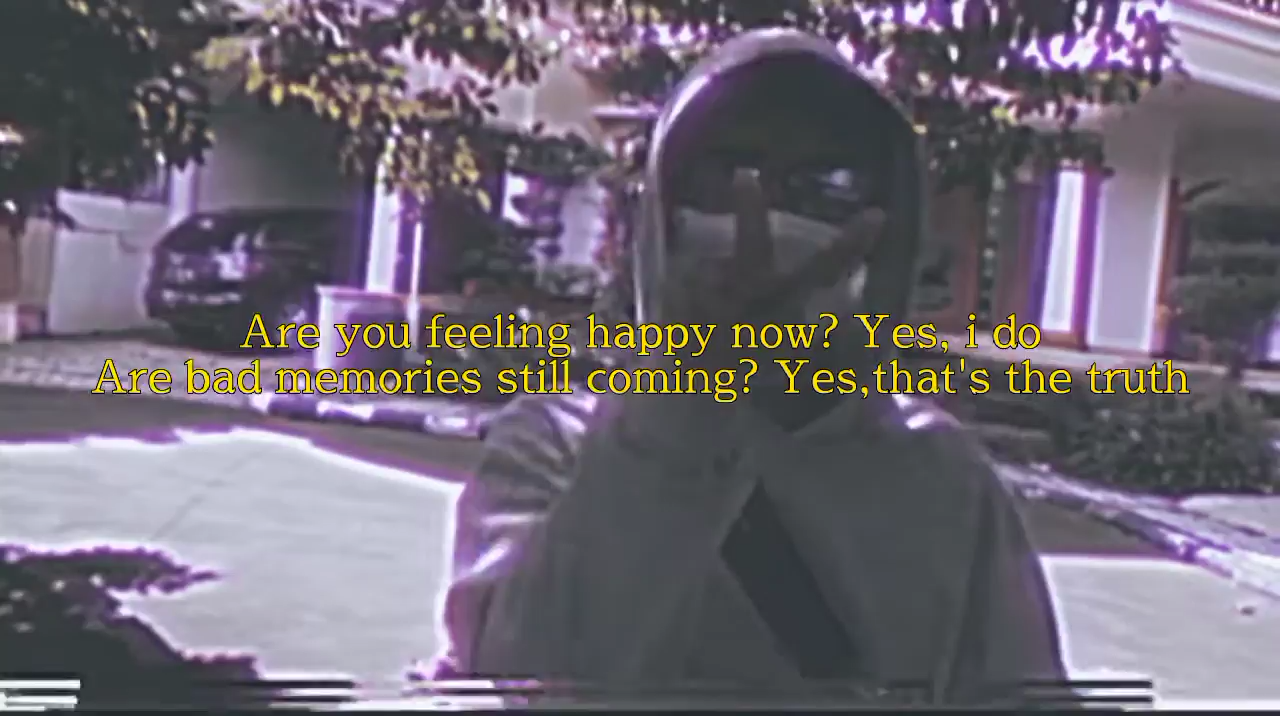 Are you feeling happy now? Yes, i do
Are bad memories still coming? Yes,that's the truth